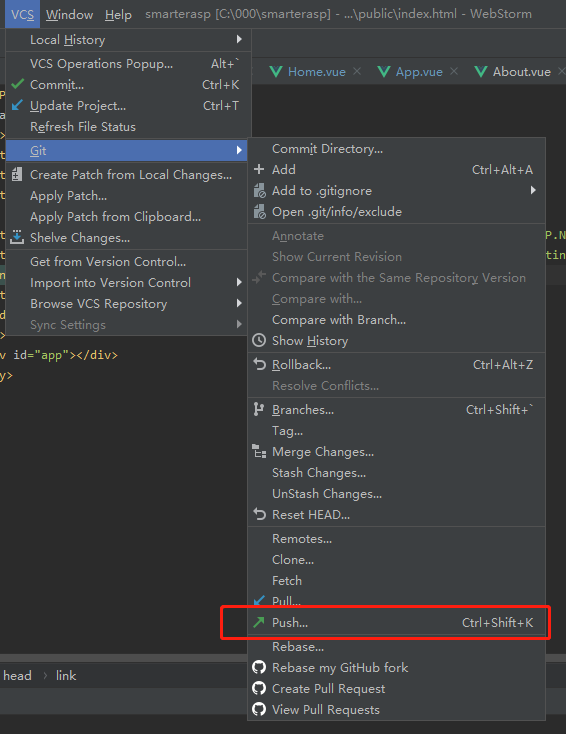 VCS Window Help smarterasp [C:\000\smarterasp] - ...\public\index.html - WebStorm
Local History
VCS Operations Popup... Alt+`
Home.vue App.vue About.vue
Commit... Ctrl+K
Update Project... Ctrl+T
Refresh File Status
Git
Create Patch from Local Changes...
Apply Patch...
Apply Patch from Clipboard...
Shelve Changes...
Get from Version Control...
Import into Version Control
Browse VCS Repository
Sync Settings
Commit Directory...
Add Ctrl+Alt+A
Add to .gitignore
Open .git/info/exclude
Annotate
Show Current Revision
Compare with the Same Repository Version
Compare with...
Compare with Branch...
Show History
Rollback... Ctrl+Alt+Z
Resolve Conflicts...
Branches... Ctrl+Shift+`
Tag...
Merge Changes...
Stash Changes...
UnStash Changes...
Reset HEAD...
Remotes...
Clone...
Fetch
Pull...
Push... Ctrl+Shift+K
Rebase...
Rebase my GitHub fork
Create Pull Request
View Pull Requests
P.N
tin
v id="app"></div>
y>
head › link